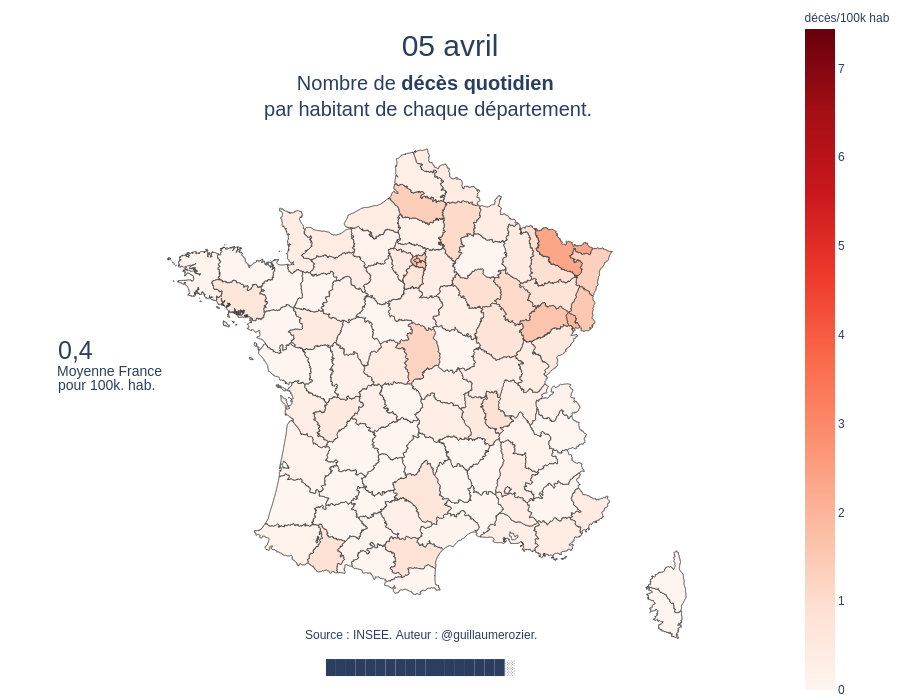 décès/100k hab
05 avril
Nombre de décès quotidien
par habitant de chaque département.
7
6
5
4
3
2
1
0
0,4
Moyenne France
pour 100k. hab.
Source : INSEE. Auteur : @guillaumerozier.